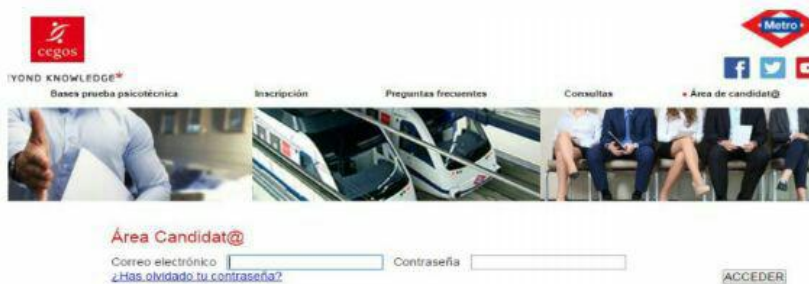 cegos
Metro
YOND KNOWLEDGE*
Bases prueba psicotécnica Inscripción Preguntas frecuentes Consultas Área de candidat@
Área Candidat@
Correo electrónico Contraseña
¿Has olvidado tu contraseña?
ACCEDER